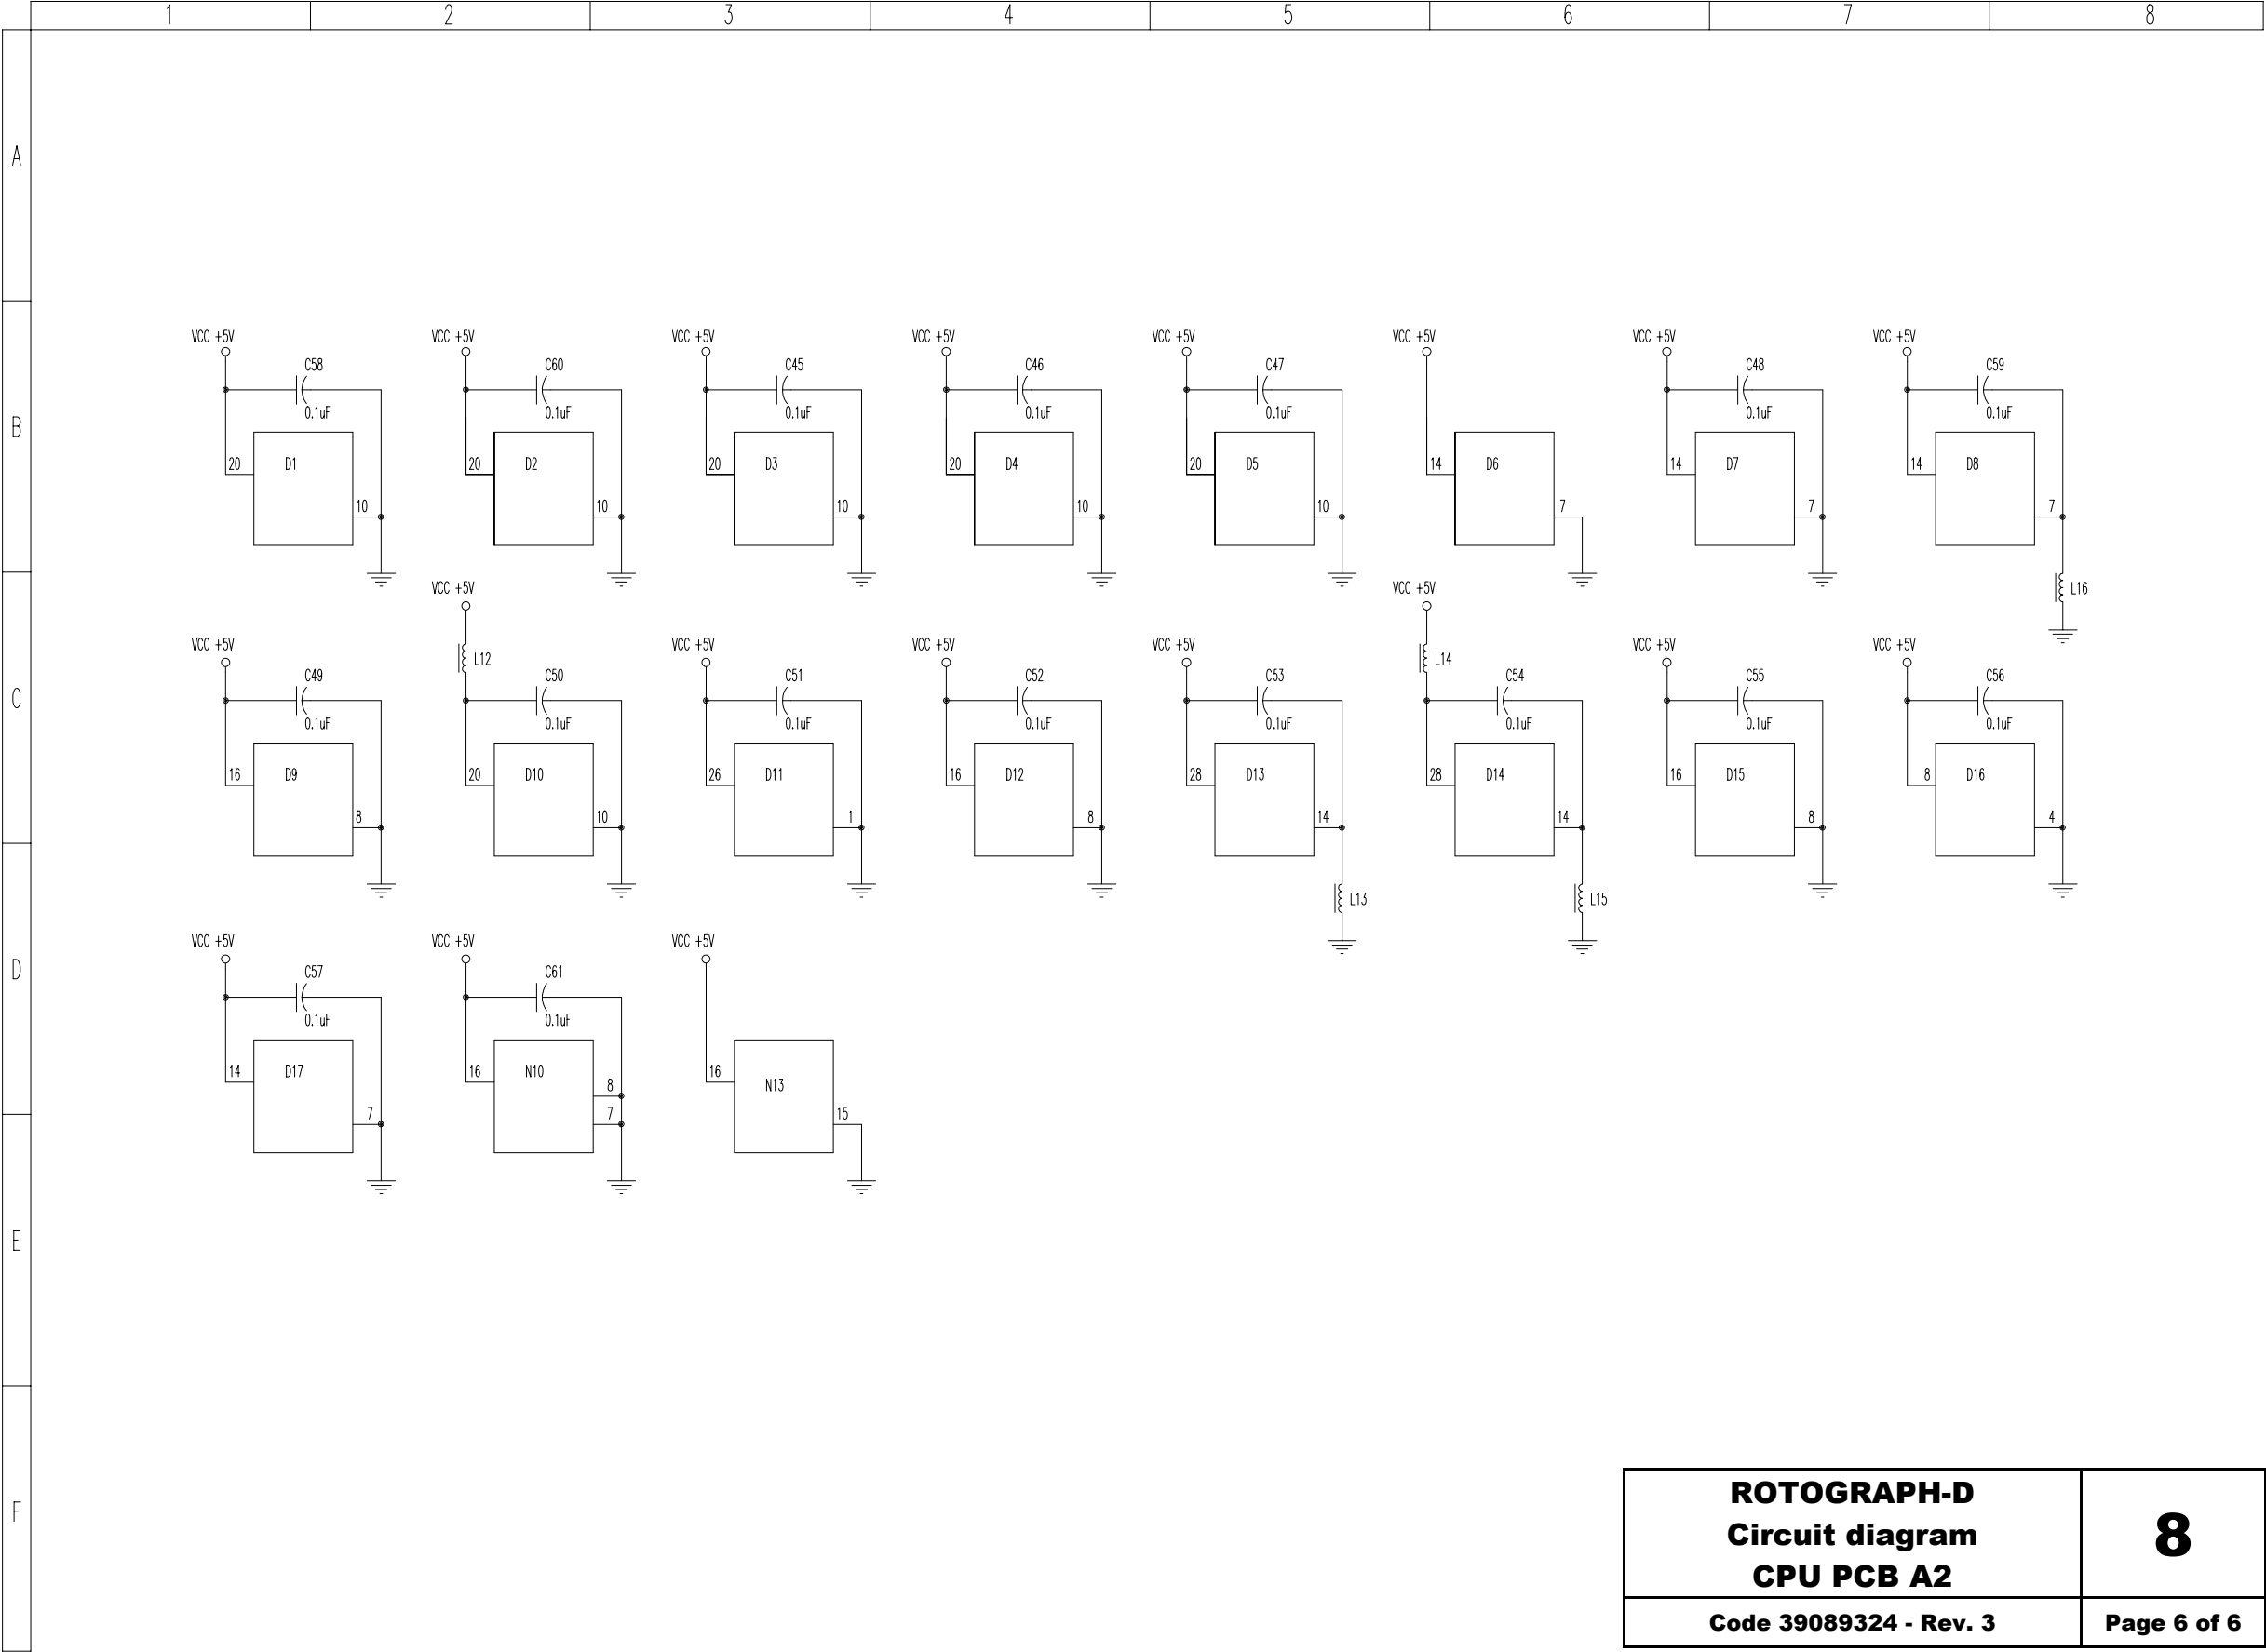 1 2 3 4 5 6 7 8
A
VCC +5V VCC +5V VCC +5V VCC +5V VCC +5V VCC +5V VCC +5V VCC +5V
C58 C60 C45 C46 C47 C48 C59
0.1uF 0.1uF 0.1uF 0.1uF 0.1uF 0.1uF 0.1uF
B
20 D1 20 D2 20 D3 20 D4 20 D5 14 D6 14 D7 14 D8
10 10 10 10 10 7 7 7
VCC +5V VCC +5V L16
VCC +5V VCC +5V VCC +5V VCC +5V VCC +5V VCC +5V
L12 L14
C49 C50 C51 C52 C53 C54 C55 C56
C
0.1uF 0.1uF 0.1uF 0.1uF 0.1uF 0.1uF 0.1uF 0.1uF
16 D9 20 D10 26 D11 16 D12 28 D13 28 D14 16 D15 8 D16
8 10 1 8 14 14 8 4
L13 L15
VCC +5V VCC +5V VCC +5V
D
C57 C61
0.1uF 0.1uF
14 D17 16 N10 16 N13
8
7 7 15
E
F
ROTOGRAPH-D
Circuit diagram
CPU PCB A2
8
Code 39089324 - Rev. 3
Page 6 of 6